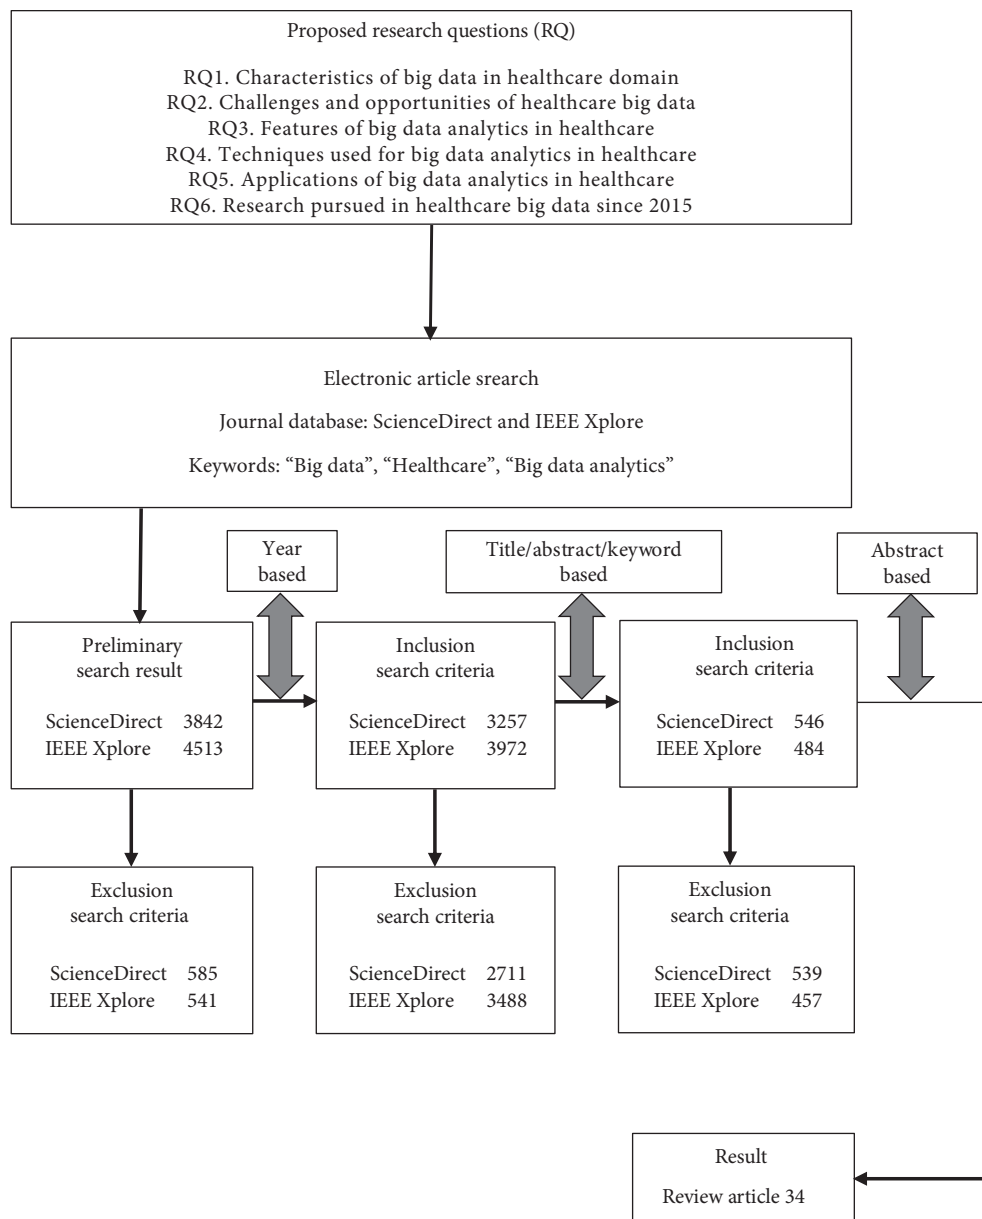 Proposed research questions (RQ)
RQ1. Characteristics of big data in healthcare domain
RQ2. Challenges and opportunities of healthcare big data
RQ3. Features of big data analytics in healthcare
RQ4. Techniques used for big data analytics in healthcare
RQ5. Applications of big data analytics in healthcare
RQ6. Research pursued in healthcare big data since 2015
Electronic article srearch
Journal database: ScienceDirect and IEEE Xplore
Keywords: “Big data”, “Healthcare”, “Big data analytics”
Year
based
Title/abstract/keyword
based
Abstract
based
Preliminary
search result
ScienceDirect 3842
IEEE Xplore 4513
Inclusion
search criteria
ScienceDirect 3257
IEEE Xplore 3972
Inclusion
search criteria
ScienceDirect 546
IEEE Xplore 484
Exclusion
search criteria
ScienceDirect 585
IEEE Xplore 541
Exclusion
search criteria
ScienceDirect 2711
IEEE Xplore 3488
Exclusion
search criteria
ScienceDirect 539
IEEE Xplore 457
Result
Review article 34